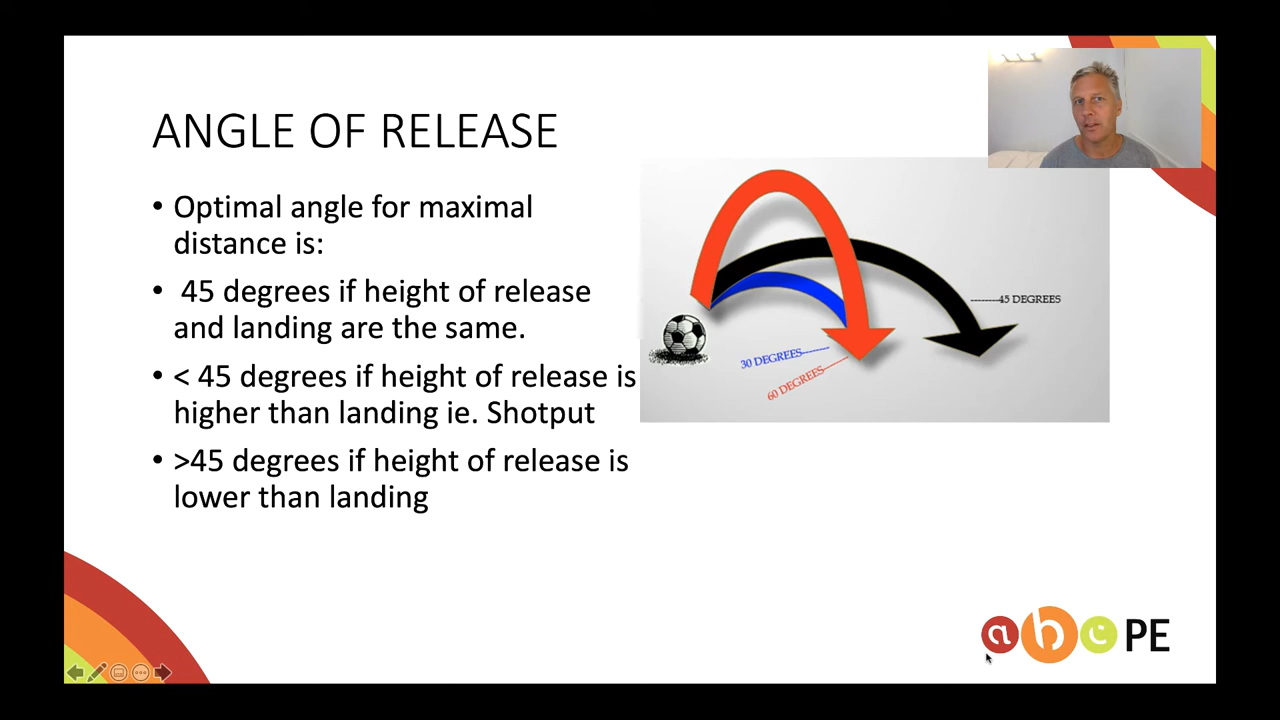 ANGLE OF RELEASE
• Optimal angle for maximal
distance is:
• 45 degrees if height of release
and landing are the same.
• < 45 degrees if height of release is
higher than landing ie. Shotput
• >45 degrees if height of release is
lower than landing
--------45 DEGREES
30 DEGREES--------
60 DEGREES--------
abc PE